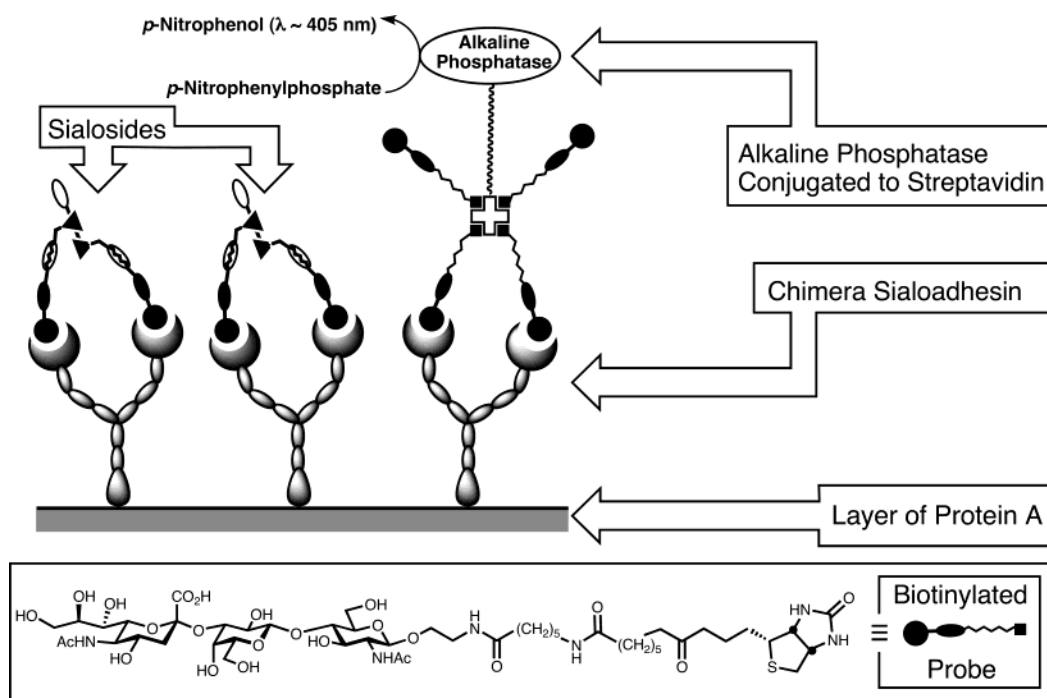 p-Nitrophenol (λ ~ 405 nm)
Alkaline
Phosphatase
p-Nitrophenylphosphate
Sialosides
Alkaline Phosphatase
Conjugated to Streptavidin
Chimera Sialoadhesin
Layer of Protein A
OH
OH
OH
CO₂H
HO
AcHN
HO
O
HO
OH
O
HO
OH
O
OH
O
HO
O
NHAc
O
H
N
O
(CH₂)₅
N
H
O
(CH₂)₅
O
HN
O
NH
S
≡
Biotinylated
Probe